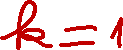 k = 1